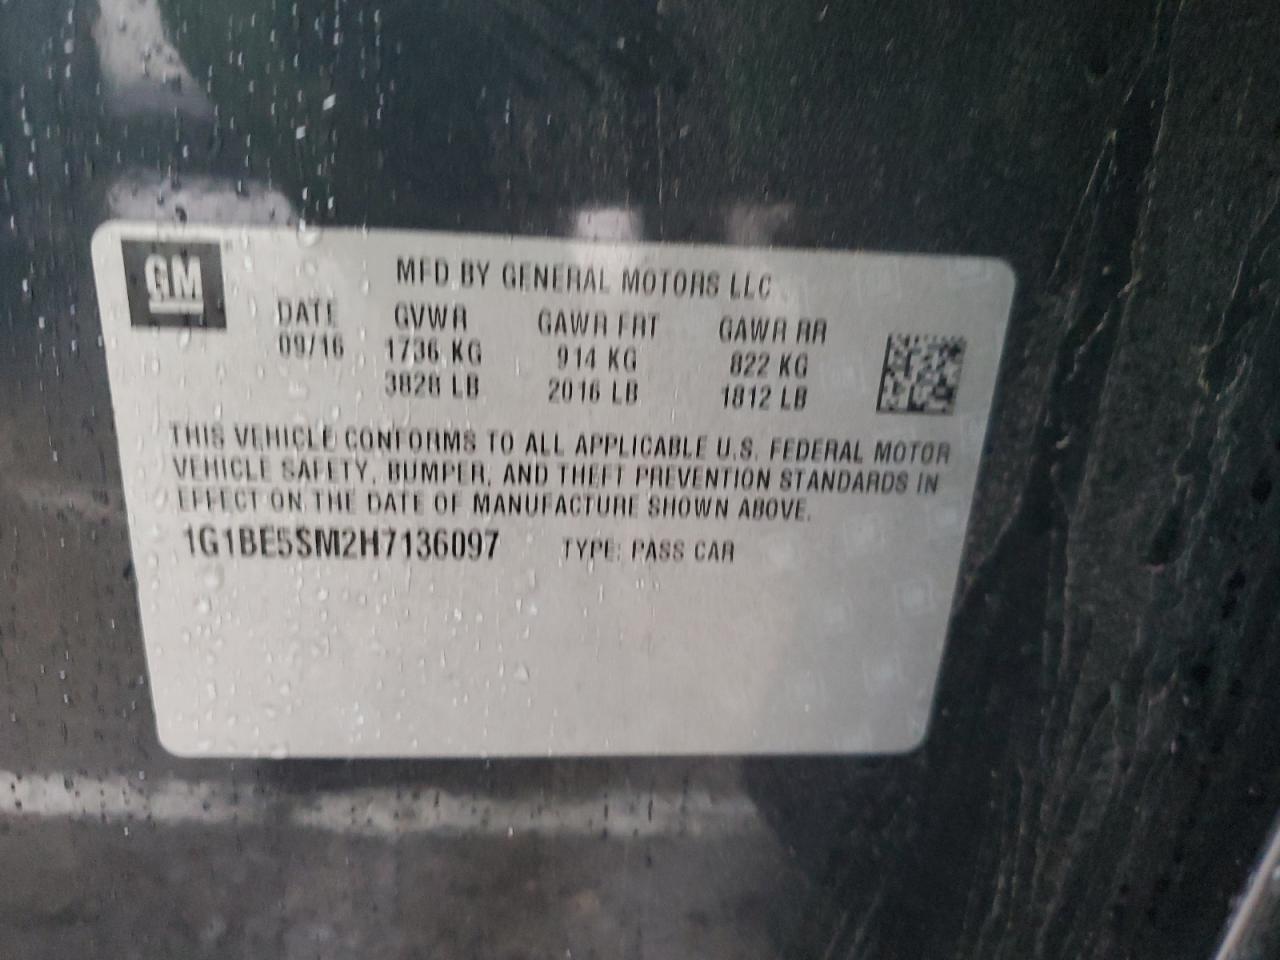 GM
MFD BY GENERAL MOTORS LLC
DATE GVWR GAWR FRT GAWR RR
09/16 1736 KG 914 KG 822 KG
3828 LB 2016 LB 1812 LB
THIS VEHICLE CONFORMS TO ALL APPLICABLE U.S. FEDERAL MOTOR
VEHICLE SAFETY, BUMPER, AND THEFT PREVENTION STANDARDS IN
EFFECT ON THE DATE OF MANUFACTURE SHOWN ABOVE.
1G1BE5SM2H7136097 TYPE: PASS CAR